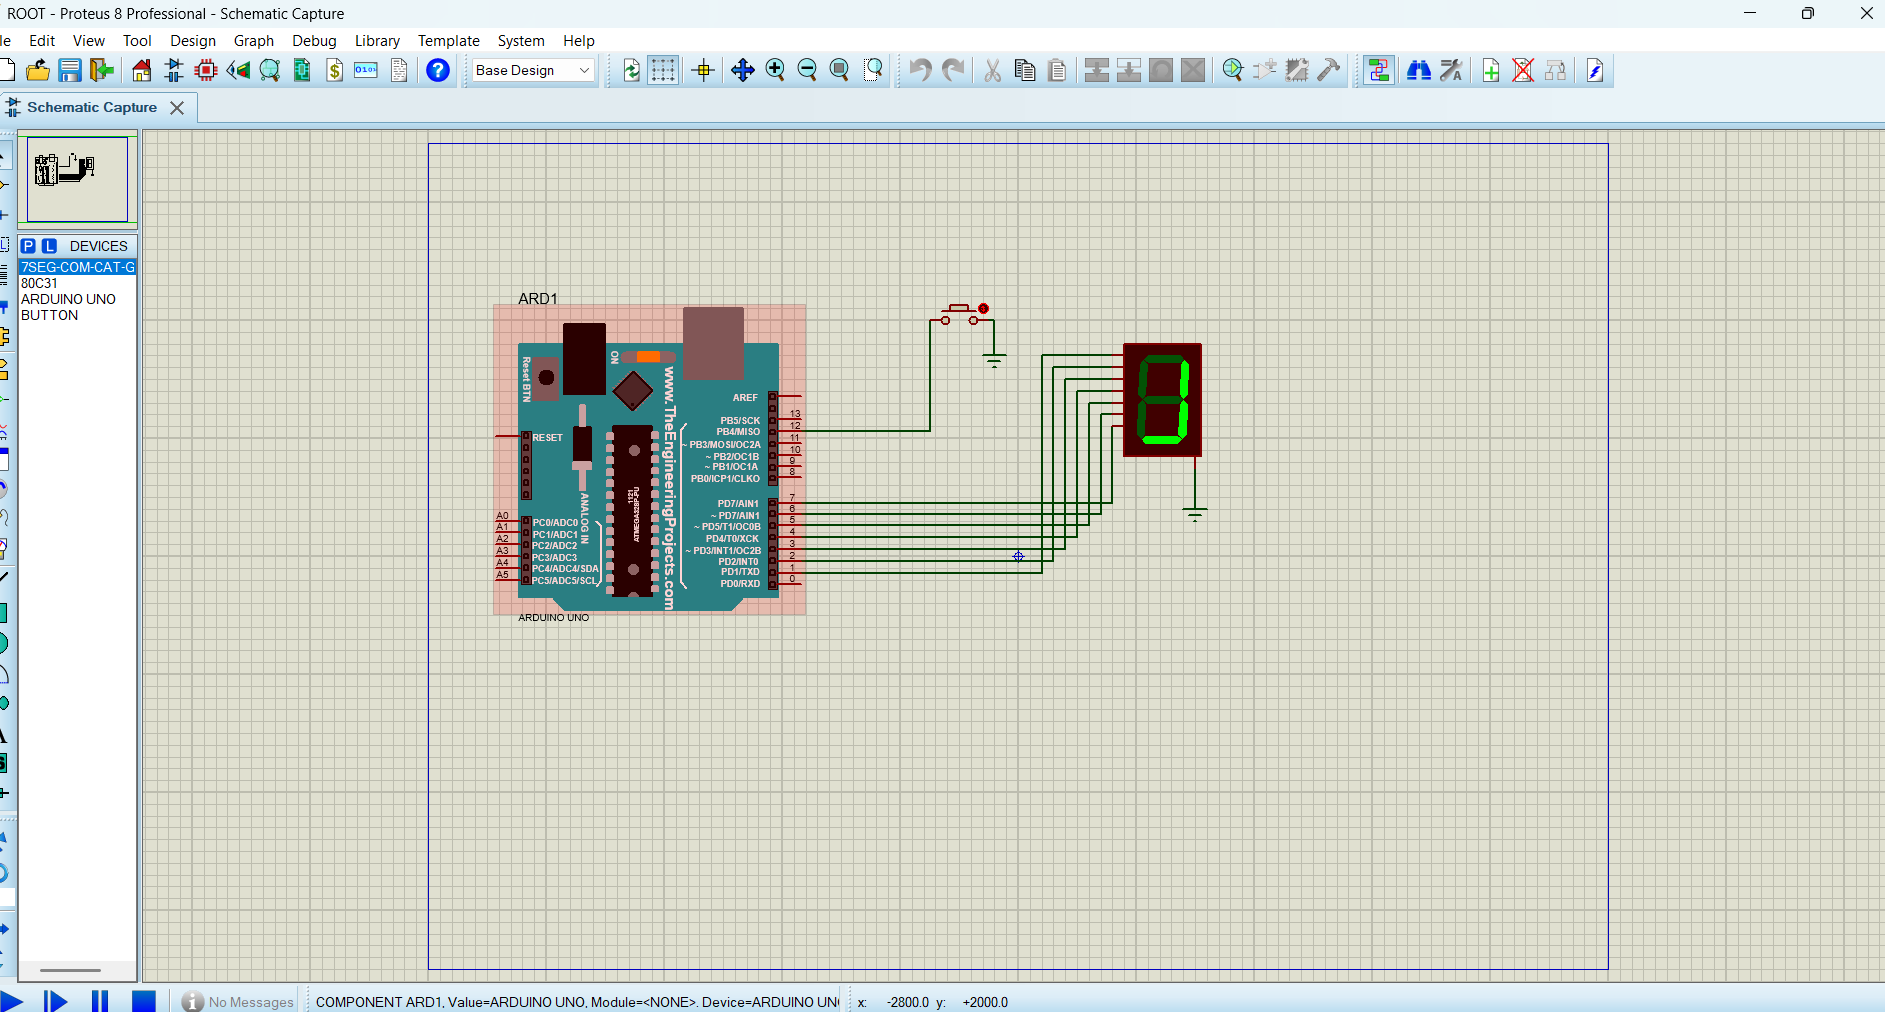 ROOT - Proteus 8 Professional - Schematic Capture
le Edit View Tool Design Graph Debug Library Template System Help
Base Design
Schematic Capture
P L DEVICES
7SEG-COM-CAT-G
80C31
ARDUINO UNO
BUTTON
ARD1
Reset BTN
ON
www.TheEngineeringProjects.com
RESET
ANALOG IN
1121
ATMEGA328P-PU
A0 PC0/ADC0
A1 PC1/ADC1
A2 PC2/ADC2
A3 PC3/ADC3
A4 PC4/ADC4/SDA
A5 PC5/ADC5/SCL
AREF
PB5/SCK 13
PB4/MISO 12
~ PB3/MOSI/OC2A 11
~ PB2/OC1B 10
~ PB1/OC1A 9
PB0/ICP1/CLKO 8
PD7/AIN1 7
~ PD7/AIN1 6
~ PD5/T1/OC0B 5
PD4/T0/XCK 4
~ PD3/INT1/OC2B 3
PD2/INT0 2
PD1/TXD 1
PD0/RXD 0
ARDUINO UNO
No Messages
COMPONENT ARD1, Value=ARDUINO UNO, Module=<NONE>. Device=ARDUINO UN
x: -2800.0 y: +2000.0